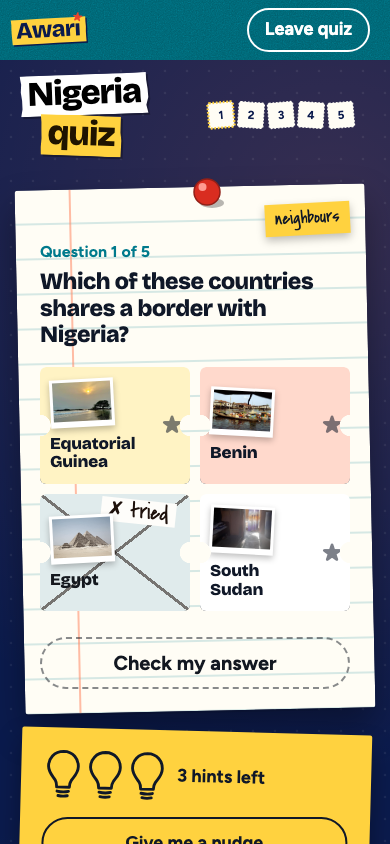 Awari
Leave quiz
Nigeria
quiz
1 2 3 4 5
neighbours
Question 1 of 5
Which of these countries
shares a border with
Nigeria?
Equatorial
Guinea
Benin
x tried
Egypt
South
Sudan
Check my answer
3 hints left
Give me a nudge